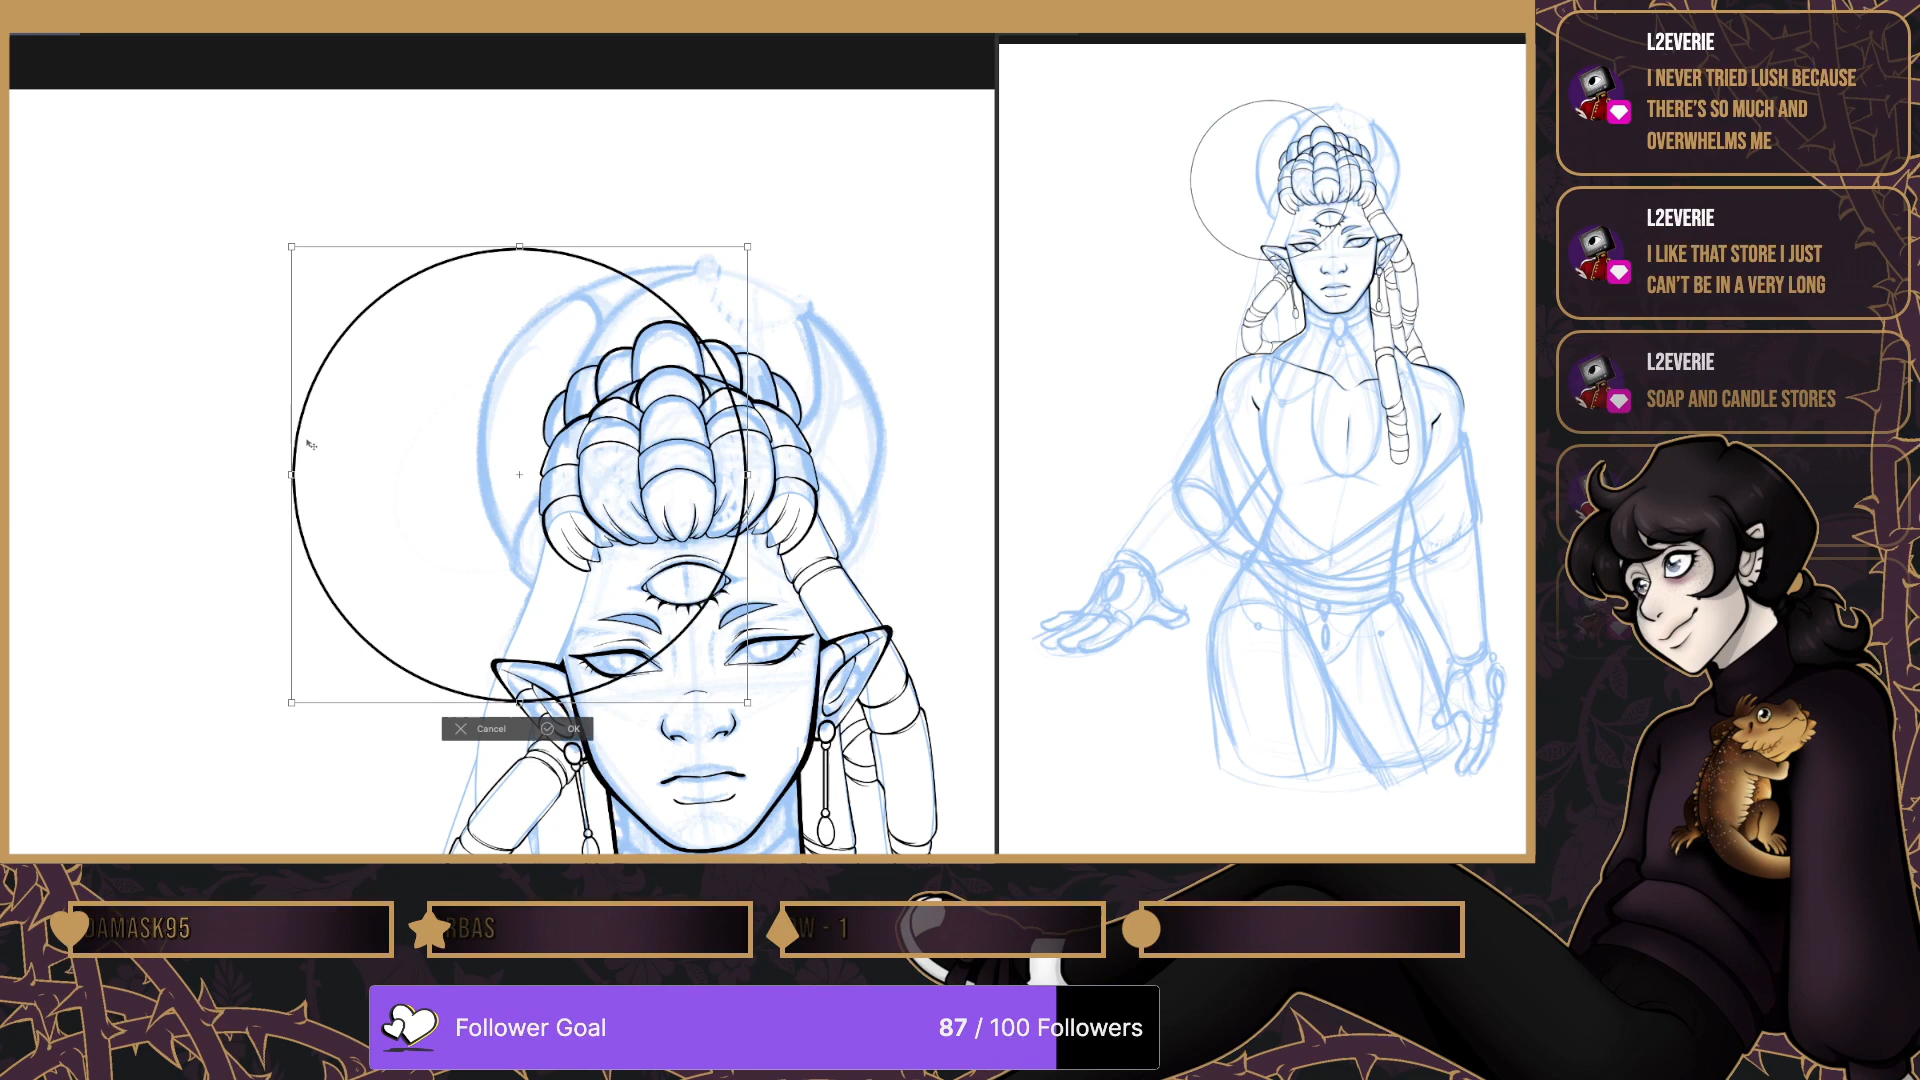 L2EVERIE
I NEVER TRIED LUSH BECAUSE
THERE'S SO MUCH AND
OVERWHELMS ME
L2EVERIE
I LIKE THAT STORE I JUST
CAN'T BE IN A VERY LONG
L2EVERIE
SOAP AND CANDLE STORES
Cancel OK
DAMASK95
RBAS
W - 1
Follower Goal
87 / 100 Followers